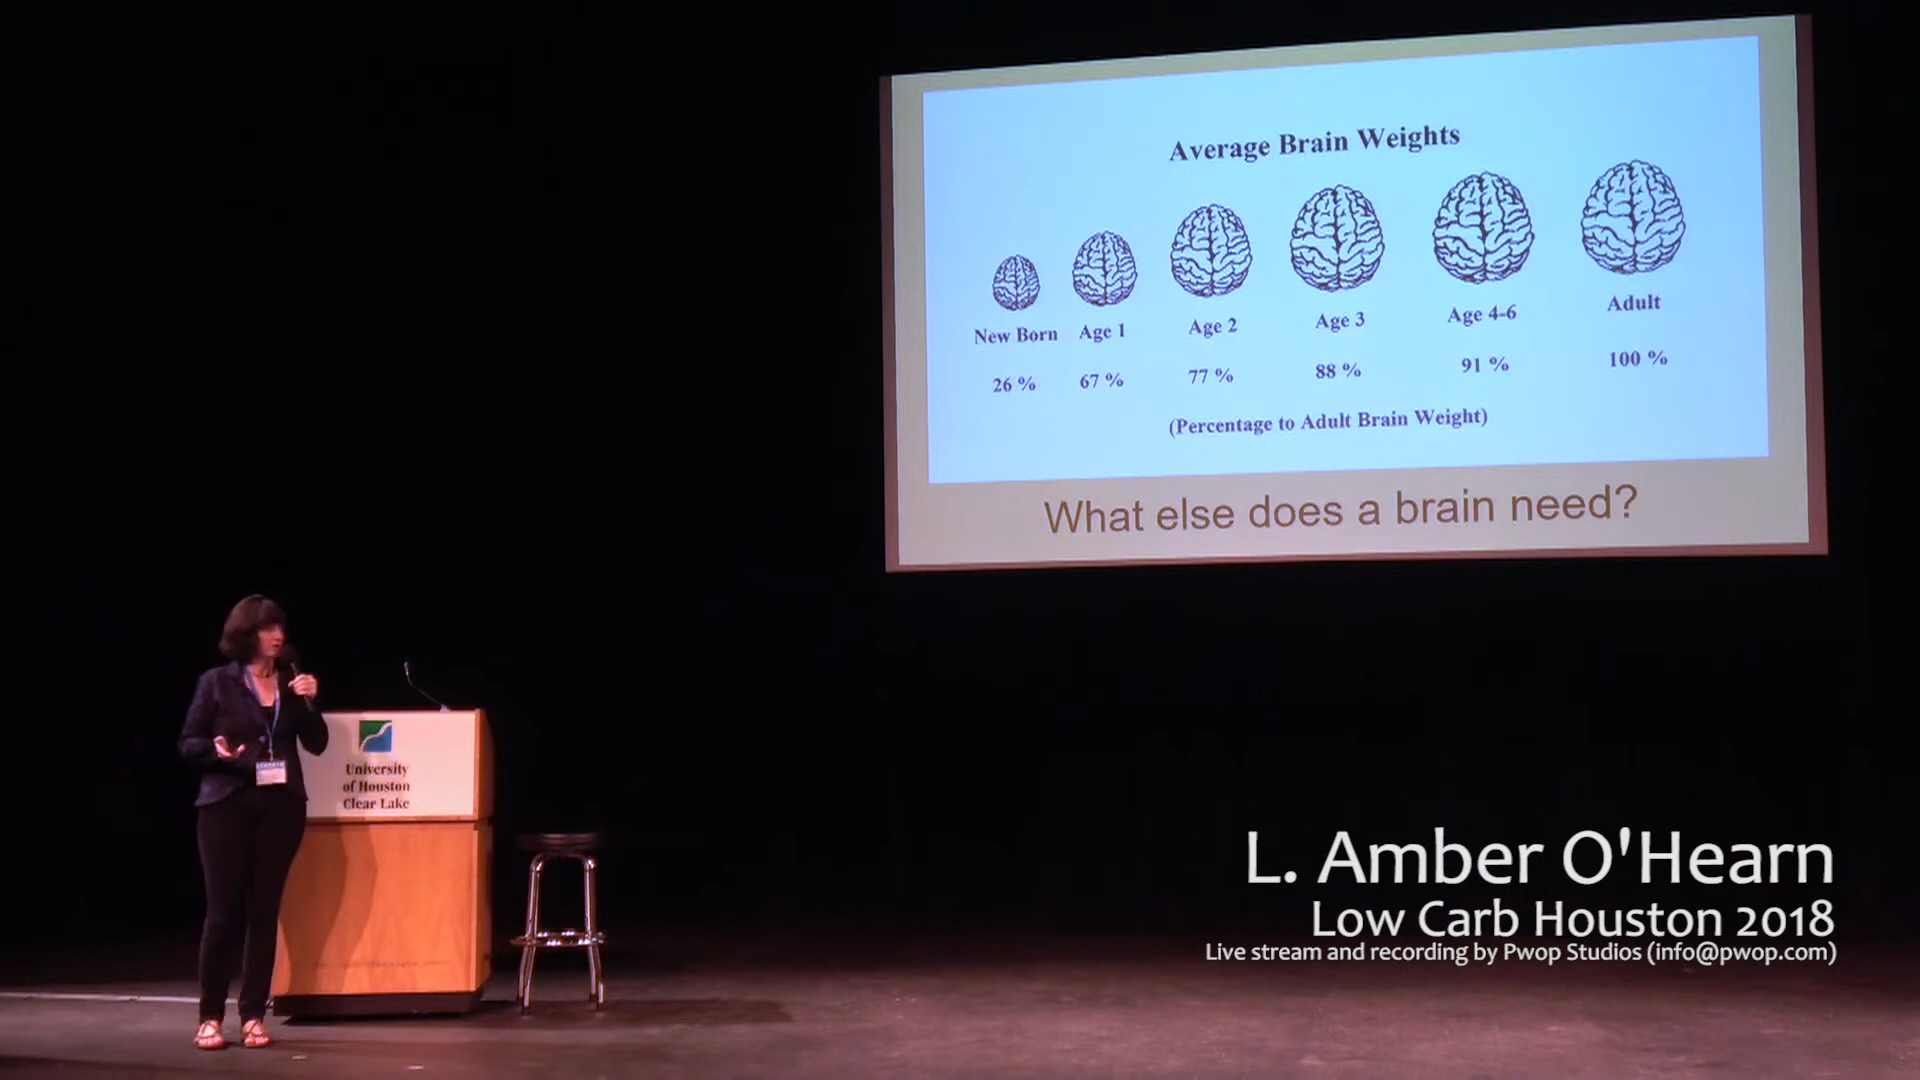 Average Brain Weights
New Born Age 1 Age 2 Age 3 Age 4-6 Adult
26 % 67 % 77 % 88 % 91 % 100 %
(Percentage to Adult Brain Weight)
What else does a brain need?
University
of Houston
Clear Lake
L. Amber O'Hearn
Low Carb Houston 2018
Live stream and recording by Pwop Studios (info@pwop.com)